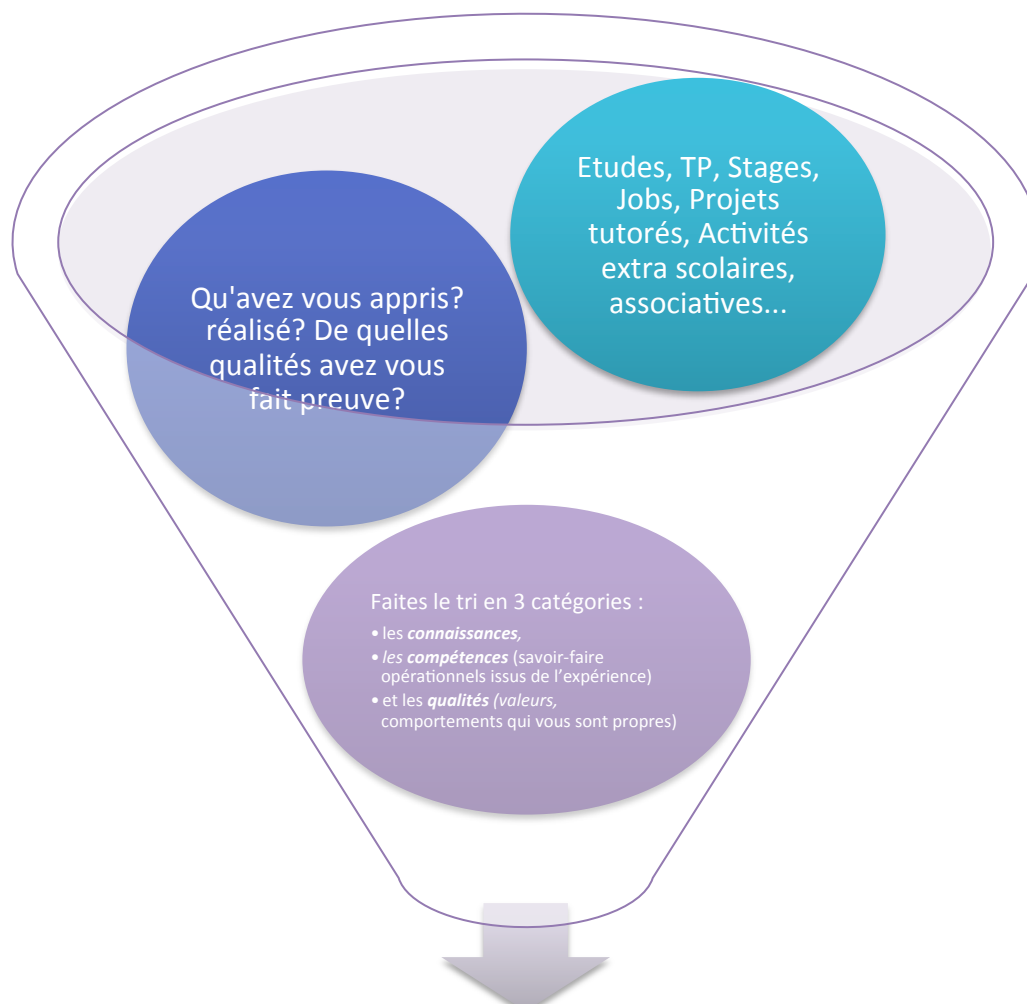 Etudes, TP, Stages,
Jobs, Projets
tutorés, Activités
extra scolaires,
associatives...
Qu'avez vous appris?
réalisé? De quelles
qualités avez vous
fait preuve?
Faites le tri en 3 catégories :
• les connaissances,
• les compétences (savoir-faire
opérationnels issus de l'expérience)
• et les qualités (valeurs,
comportements qui vous sont propres)